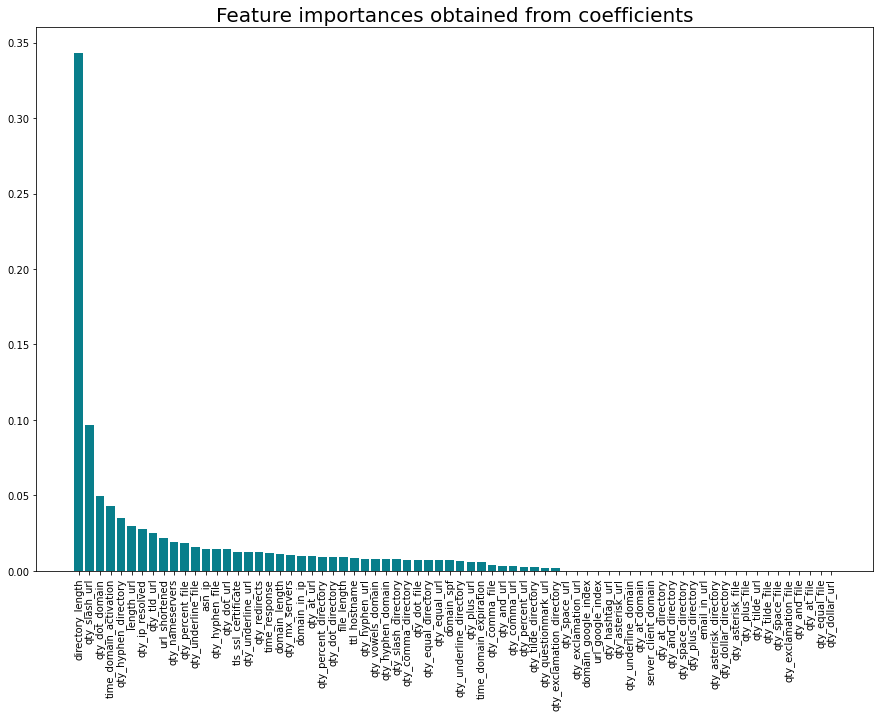 Feature importances obtained from coefficients
0.35
0.30
0.25
0.20
0.15
0.10
0.05
0.00
directory_length
qty_slash_url
qty_dot_domain
time_domain_activation
qty_hyphen_directory
length_url
qty_ip_resolved
qty_tld_url
url_shortened
qty_nameservers
qty_percent_file
qty_underline_file
asn_ip
qty_hyphen_file
qty_dot_url
tls_ssl_certificate
qty_underline_url
qty_redirects
time_response
domain_length
qty_mx_servers
domain_in_ip
qty_at_url
qty_percent_directory
qty_dot_directory
file_length
ttl_hostname
qty_hyphen_url
qty_vowels_domain
qty_hyphen_domain
qty_slash_directory
qty_comma_directory
qty_dot_file
qty_equal_directory
qty_equal_url
domain_spf
qty_underline_directory
qty_plus_url
time_domain_expiration
qty_comma_file
qty_and_url
qty_comma_url
qty_percent_url
qty_tilde_directory
qty_questionmark_url
qty_exclamation_directory
qty_space_url
qty_exclamation_url
domain_google_index
url_google_index
qty_hashtag_url
qty_asterisk_url
qty_underline_domain
qty_at_domain
server_client_domain
qty_at_directory
qty_and_directory
qty_space_directory
qty_plus_directory
email_in_url
qty_asterisk_directory
qty_dollar_directory
qty_asterisk_file
qty_plus_file
qty_tilde_url
qty_tilde_file
qty_space_file
qty_exclamation_file
qty_and_file
qty_at_file
qty_equal_file
qty_dollar_url